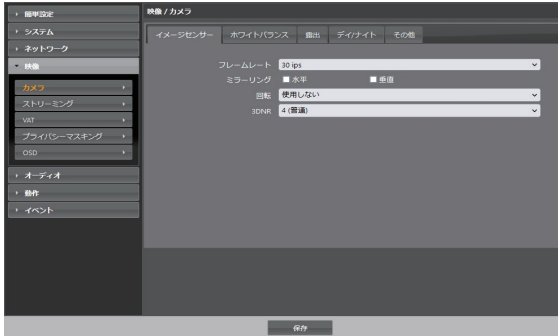 簡単設定
システム
ネットワーク
映像
カメラ
ストリーミング
VAT
プライバシーマスキング
OSD
オーディオ
動作
イベント
映像 / カメラ
イメージセンサー ホワイトバランス 露出 デイ/ナイト その他
フレームレート 30 ips
ミラーリング 水平 垂直
回転 使用しない
3DNR 4 (普通)
保存